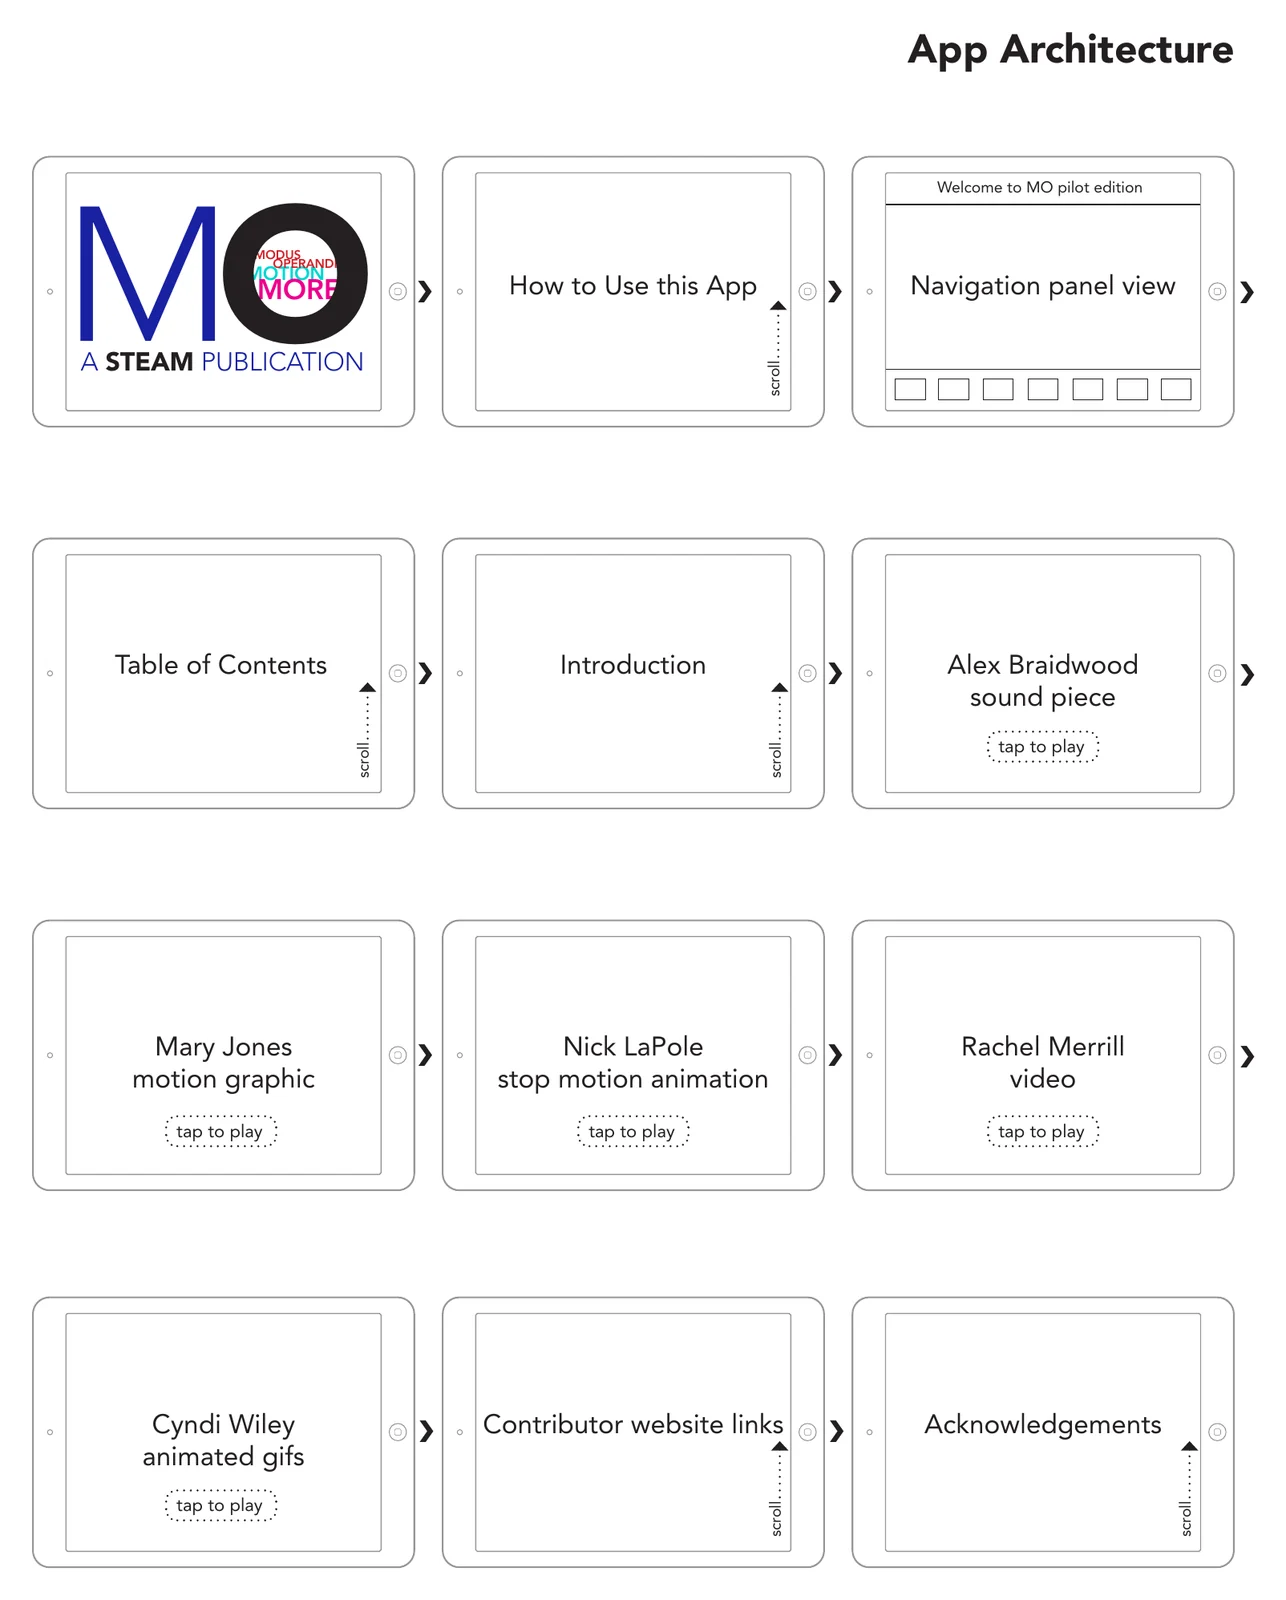 App Architecture
MO
MODUS
OPERANDI
MOTION
MORE
A STEAM PUBLICATION
How to Use this App
scroll
Welcome to MO pilot edition
Navigation panel view
Table of Contents
scroll
Introduction
scroll
Alex Braidwood
sound piece
tap to play
Mary Jones
motion graphic
tap to play
Nick LaPole
stop motion animation
tap to play
Rachel Merrill
video
tap to play
Cyndi Wiley
animated gifs
tap to play
Contributor website links
scroll
Acknowledgements
scroll